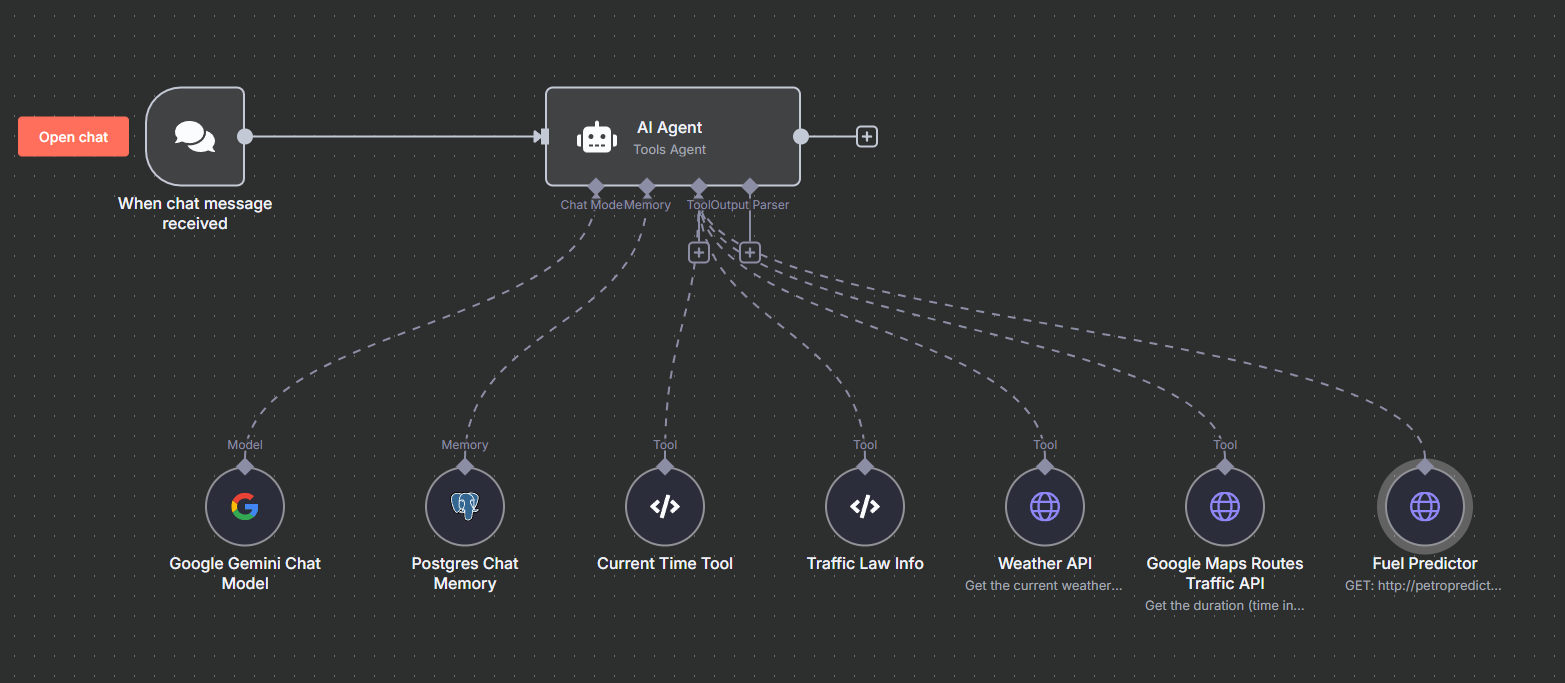 Open chat
When chat message
received
AI Agent
Tools Agent
Chat Mode
Memory
Tool
Output Parser
Model
Memory
Tool
Tool
Tool
Tool
Google Gemini Chat
Model
Postgres Chat
Memory
Current Time Tool
Traffic Law Info
Weather API
Get the current weather...
Google Maps Routes
Traffic API
Get the duration (time in...
Fuel Predictor
GET: http://petropredict...